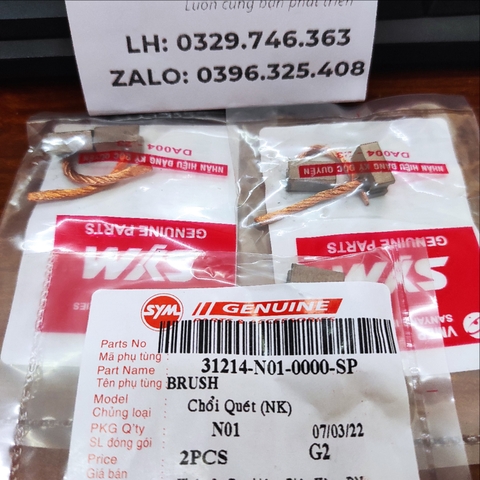 Luôn cùng bạn phát triển
LH: 0329.746.363
ZALO: 0396.325.408
DA004
NHÃN HIỆU ĐĂNG KÝ
GENUINE PARTS
SYM
DA004
NHÃN HIỆU ĐĂNG KÝ ĐỘC QUYỀN
GENUINE PARTS
SYM
SYM GENUINE
Parts No
Mã phụ tùng
31214-N01-0000-SP
Part Name
Tên phụ tùng
BRUSH
Model
Chủng loại
Chổi Quét (NK)
PKG Q'ty
N01
07/03/22
SL đóng gói
2PCS
G2
Price
Giá bán